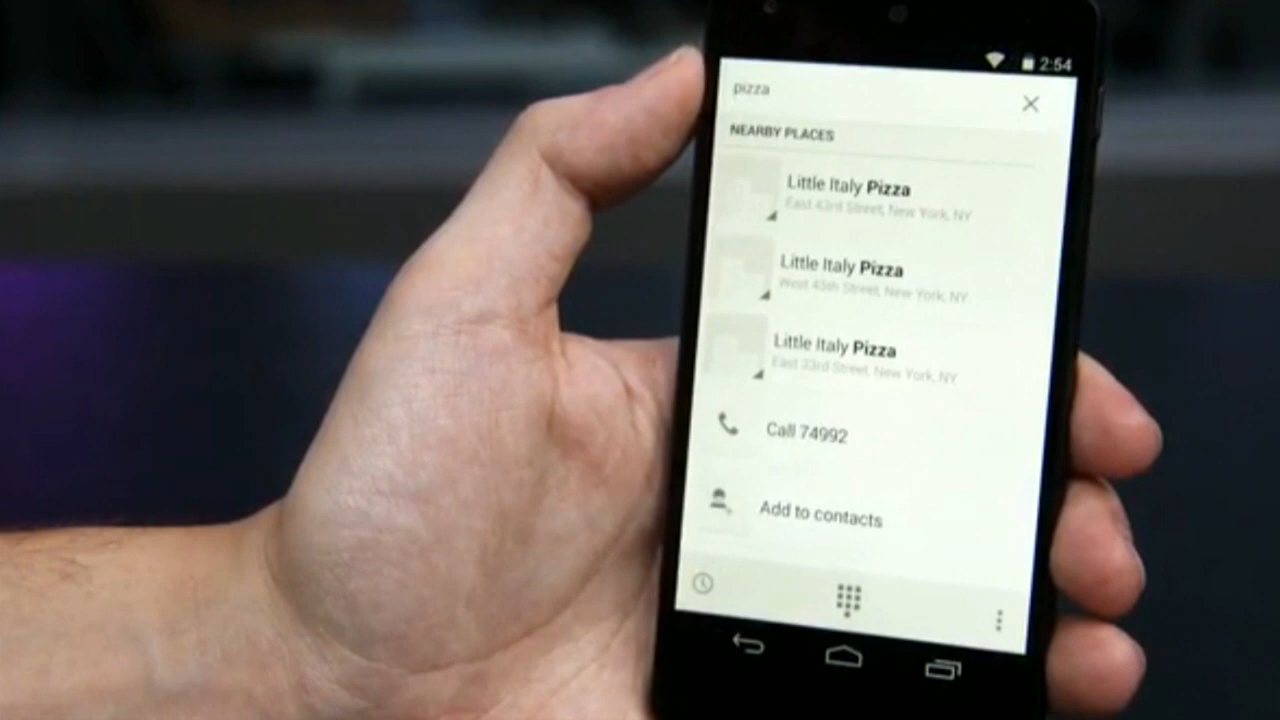 2:54
pizza
NEARBY PLACES
Little Italy Pizza
East 43rd Street, New York, NY
Little Italy Pizza
West 45th Street, New York, NY
Little Italy Pizza
East 33rd Street, New York, NY
Call 74992
Add to contacts